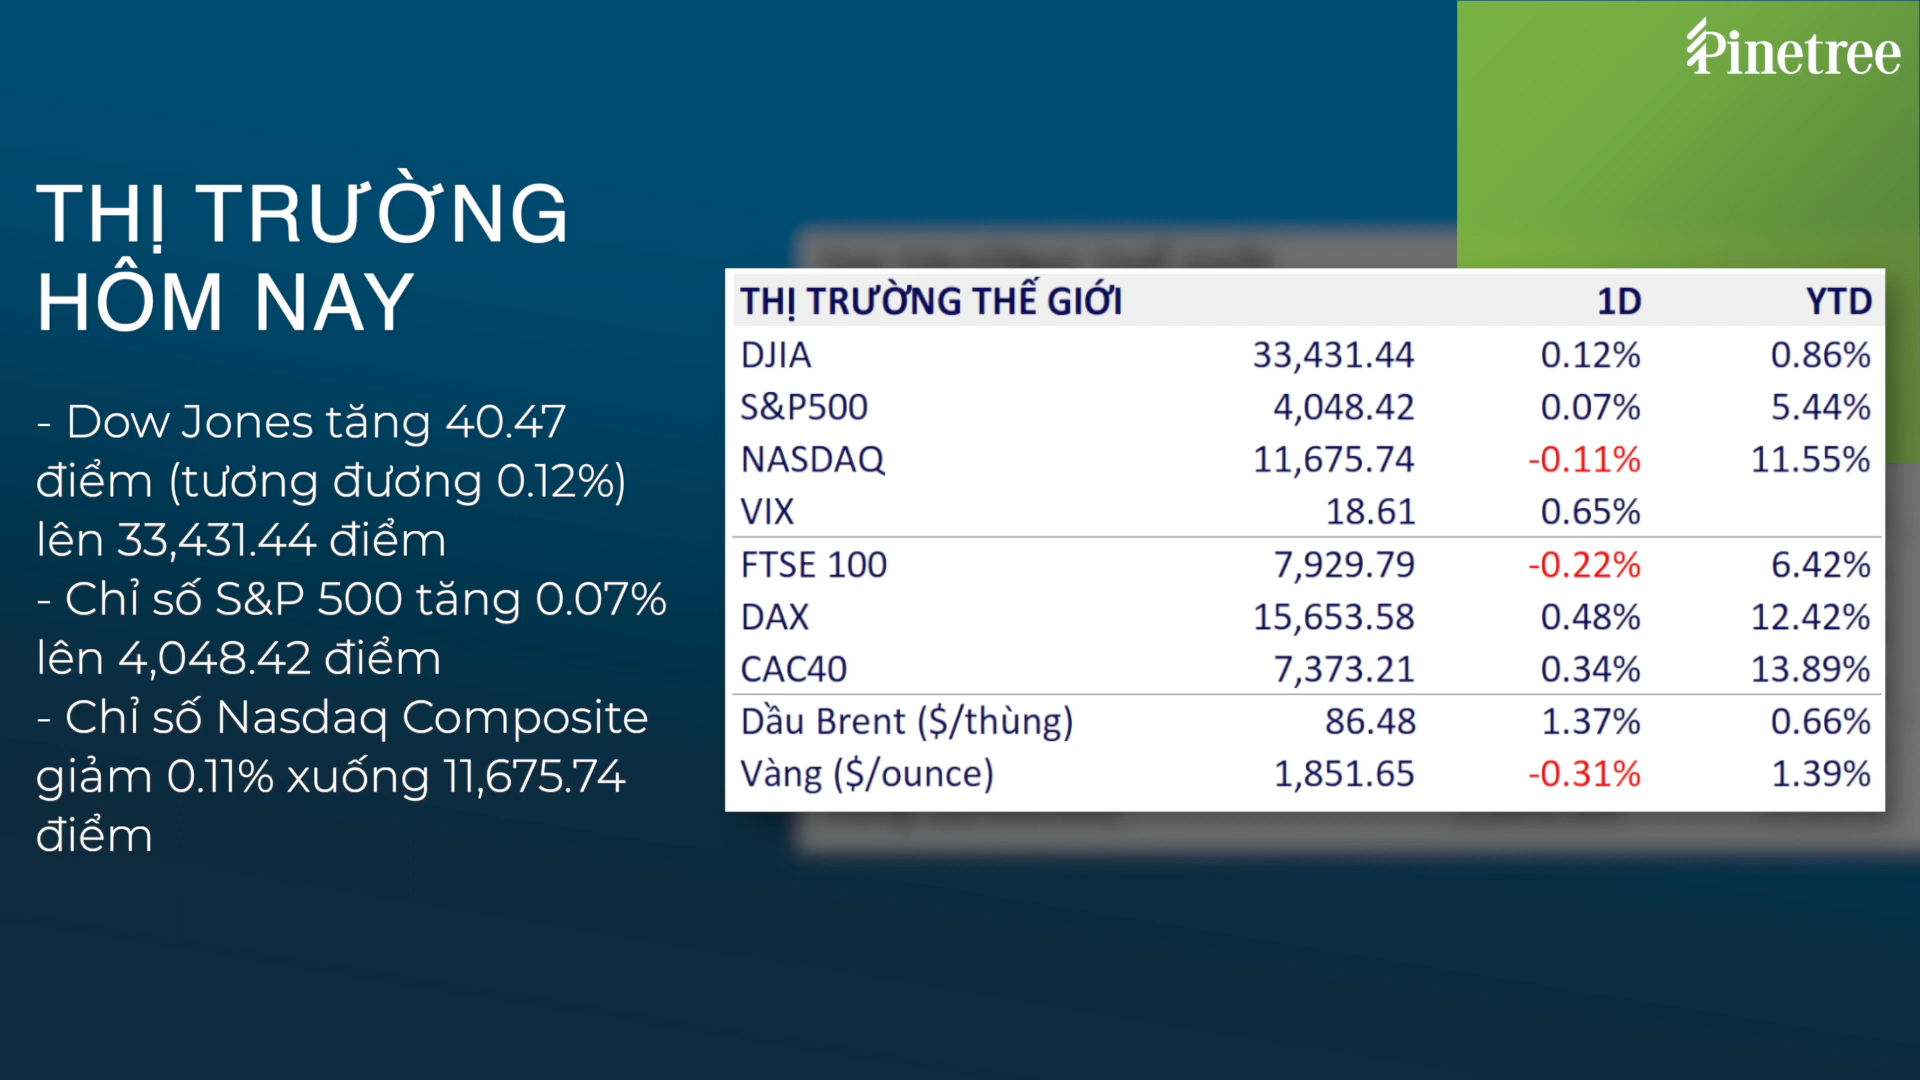 Pinetree
THỊ TRƯỜNG
HÔM NAY
- Dow Jones tăng 40.47
điểm (tương đương 0.12%)
lên 33,431.44 điểm
- Chỉ số S&P 500 tăng 0.07%
lên 4,048.42 điểm
- Chỉ số Nasdaq Composite
giảm 0.11% xuống 11,675.74
điểm
THỊ TRƯỜNG THẾ GIỚI 1D YTD
DJIA 33,431.44 0.12% 0.86%
S&P500 4,048.42 0.07% 5.44%
NASDAQ 11,675.74 -0.11% 11.55%
VIX 18.61 0.65%
FTSE 100 7,929.79 -0.22% 6.42%
DAX 15,653.58 0.48% 12.42%
CAC40 7,373.21 0.34% 13.89%
Dầu Brent ($/thùng) 86.48 1.37% 0.66%
Vàng ($/ounce) 1,851.65 -0.31% 1.39%